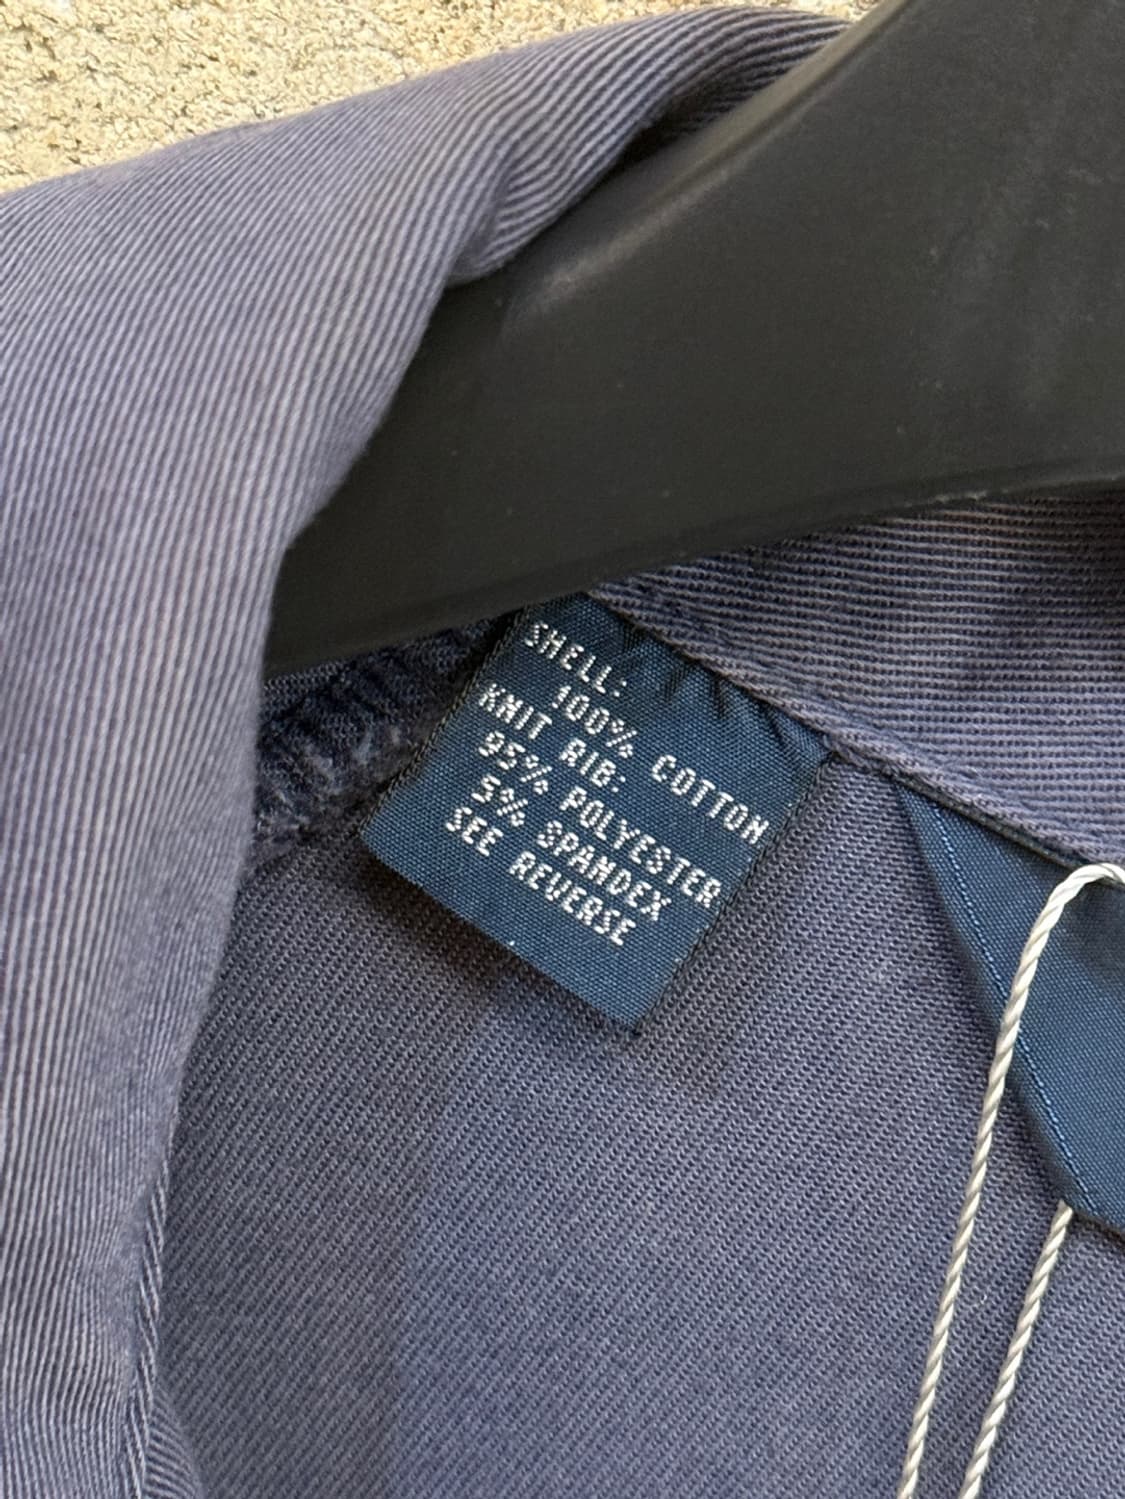 SHELL:
100% COTTON
KNIT RIB:
95% POLYESTER
5% SPANDEX
SEE REVERSE